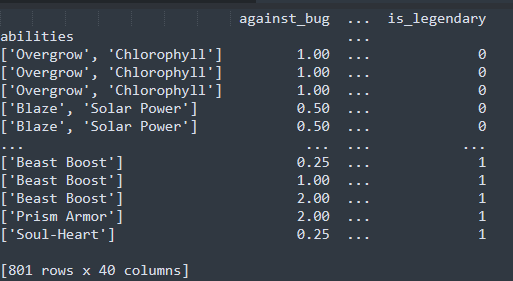 against_bug ... is_legendary
abilities ...
['Overgrow', 'Chlorophyll'] 1.00 ... 0
['Overgrow', 'Chlorophyll'] 1.00 ... 0
['Overgrow', 'Chlorophyll'] 1.00 ... 0
['Blaze', 'Solar Power'] 0.50 ... 0
['Blaze', 'Solar Power'] 0.50 ... 0
... ... ... ...
['Beast Boost'] 0.25 ... 1
['Beast Boost'] 1.00 ... 1
['Beast Boost'] 2.00 ... 1
['Prism Armor'] 2.00 ... 1
['Soul-Heart'] 0.25 ... 1
[801 rows x 40 columns]